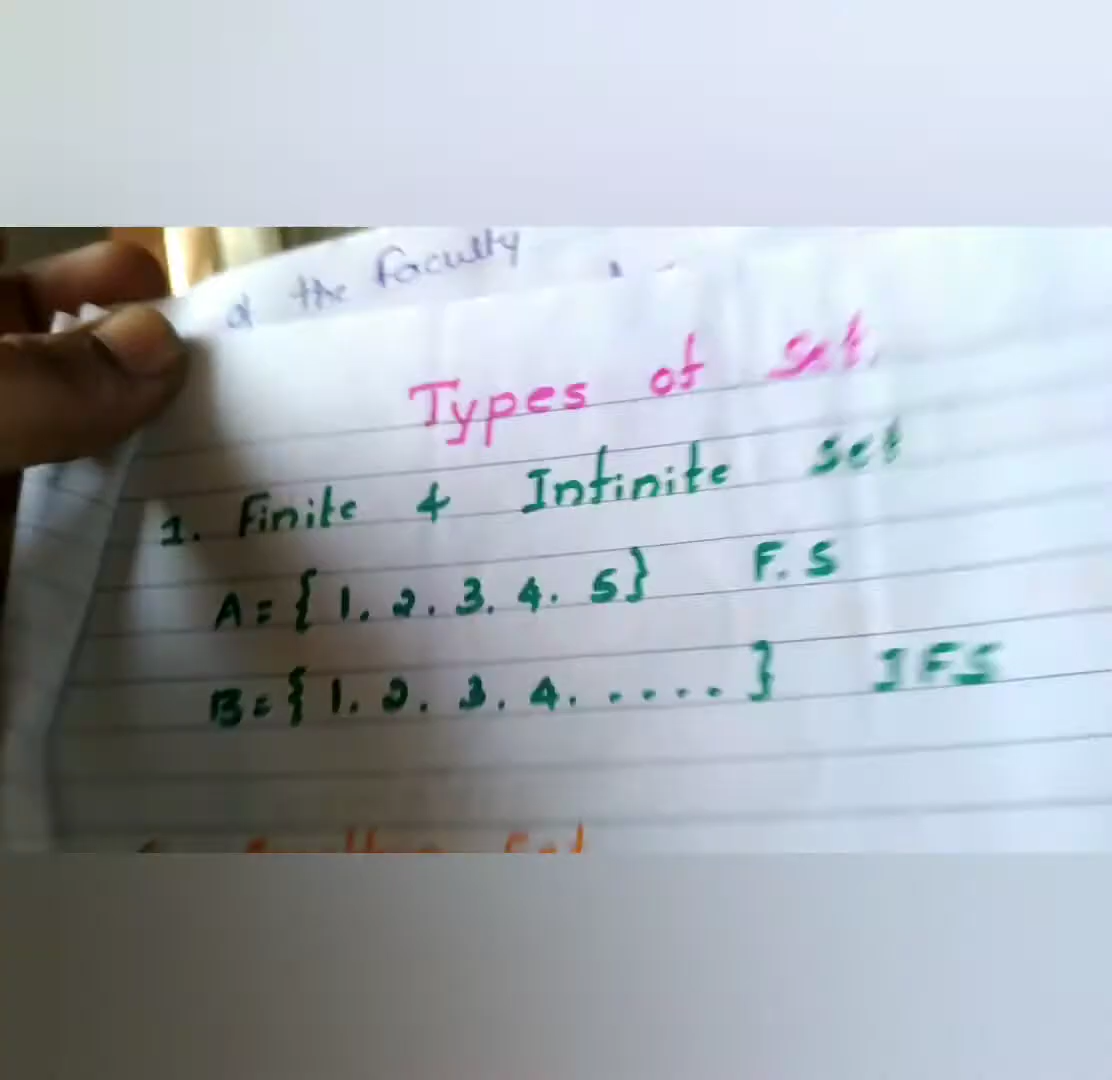 the Faculty
Types of Set.
1. Finite & Infinite set
A = { 1. 2. 3. 4. 5} F. S
B = { 1. 2. 3. 4. ..... } IFS
Set